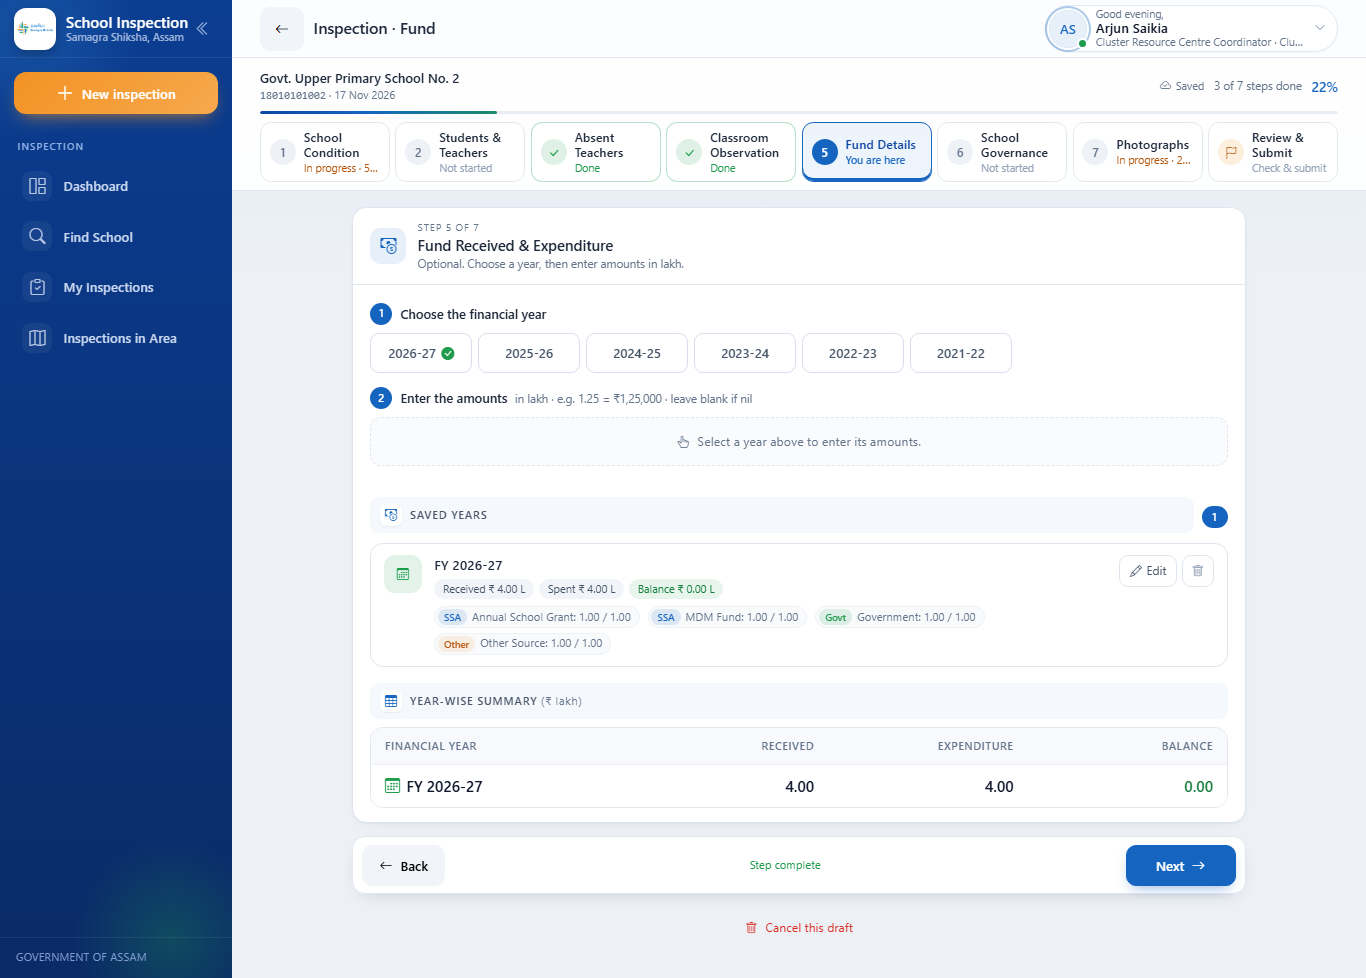 School Inspection
Samagra Shiksha, Assam
New inspection
INSPECTION
Dashboard
Find School
My Inspections
Inspections in Area
GOVERNMENT OF ASSAM
Inspection · Fund
AS
Good evening,
Arjun Saikia
Cluster Resource Centre Coordinator · Clu...
Govt. Upper Primary School No. 2
18010101002 · 17 Nov 2026
Saved
3 of 7 steps done
22%
1
School Condition
In progress · 5...
2
Students & Teachers
Not started
Absent Teachers
Done
Classroom Observation
Done
5
Fund Details
You are here
6
School Governance
Not started
7
Photographs
In progress · 2...
Review & Submit
Check & submit
STEP 5 OF 7
Fund Received & Expenditure
Optional. Choose a year, then enter amounts in lakh.
1 Choose the financial year
2026-27
2025-26
2024-25
2023-24
2022-23
2021-22
2 Enter the amounts in lakh · e.g. 1.25 = ₹1,25,000 · leave blank if nil
Select a year above to enter its amounts.
SAVED YEARS
1
FY 2026-27
Edit
Received ₹ 4.00 L
Spent ₹ 4.00 L
Balance ₹ 0.00 L
SSA Annual School Grant: 1.00 / 1.00
SSA MDM Fund: 1.00 / 1.00
Govt Government: 1.00 / 1.00
Other Other Source: 1.00 / 1.00
YEAR-WISE SUMMARY (₹ lakh)
FINANCIAL YEAR RECEIVED EXPENDITURE BALANCE
FY 2026-27 4.00 4.00 0.00
Back
Step complete
Next
Cancel this draft